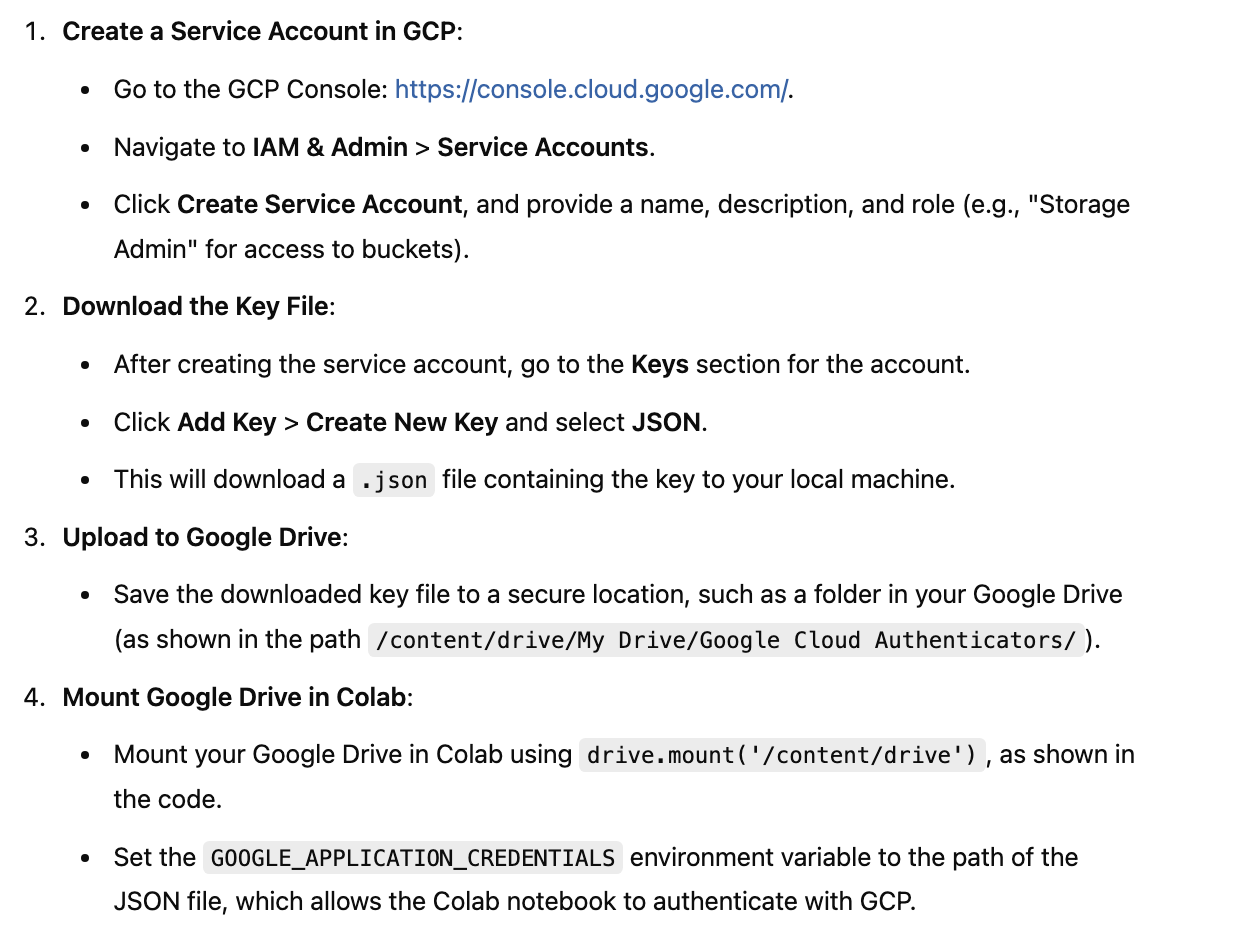 1. Create a Service Account in GCP:
• Go to the GCP Console: https://console.cloud.google.com/.
• Navigate to IAM & Admin > Service Accounts.
• Click Create Service Account, and provide a name, description, and role (e.g., "Storage
Admin" for access to buckets).
2. Download the Key File:
• After creating the service account, go to the Keys section for the account.
• Click Add Key > Create New Key and select JSON.
• This will download a .json file containing the key to your local machine.
3. Upload to Google Drive:
• Save the downloaded key file to a secure location, such as a folder in your Google Drive
(as shown in the path /content/drive/My Drive/Google Cloud Authenticators/ ).
4. Mount Google Drive in Colab:
• Mount your Google Drive in Colab using drive.mount('/content/drive') , as shown in
the code.
• Set the GOOGLE_APPLICATION_CREDENTIALS environment variable to the path of the
JSON file, which allows the Colab notebook to authenticate with GCP.